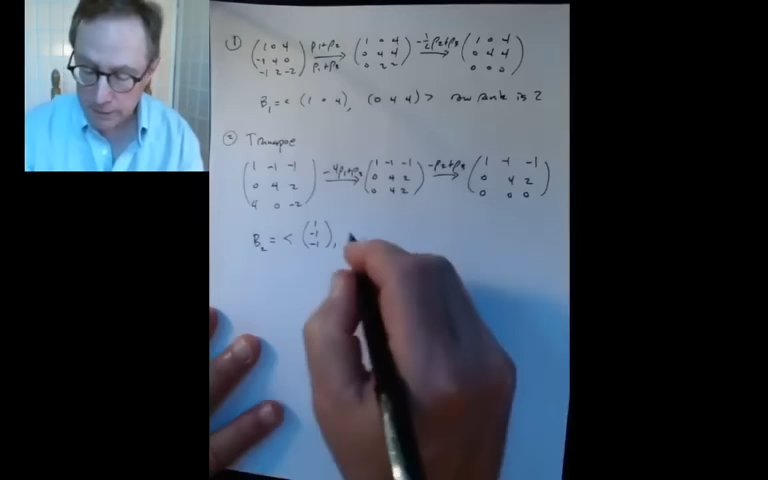 ① ( 1 0 4 ) ρ1+ρ2 ( 1 0 4 ) -1/2ρ2+ρ3 ( 1 0 4 )
( -1 4 0 ) → ( 0 4 4 ) → ( 0 4 4 )
( -1 2 -2 ) ρ1+ρ3 ( 0 2 2 ) ( 0 0 0 )
B1 = < (1 0 4), (0 4 4) > row rank is 2
② Transpose
( 1 -1 -1 ) -4ρ1+ρ3 ( 1 -1 -1 ) -ρ2+ρ3 ( 1 -1 -1 )
( 0 4 2 ) → ( 0 4 2 ) → ( 0 4 2 )
( 4 0 -2 ) ( 0 4 2 ) ( 0 0 0 )
B2 = < ( 1 -1 -1 ),